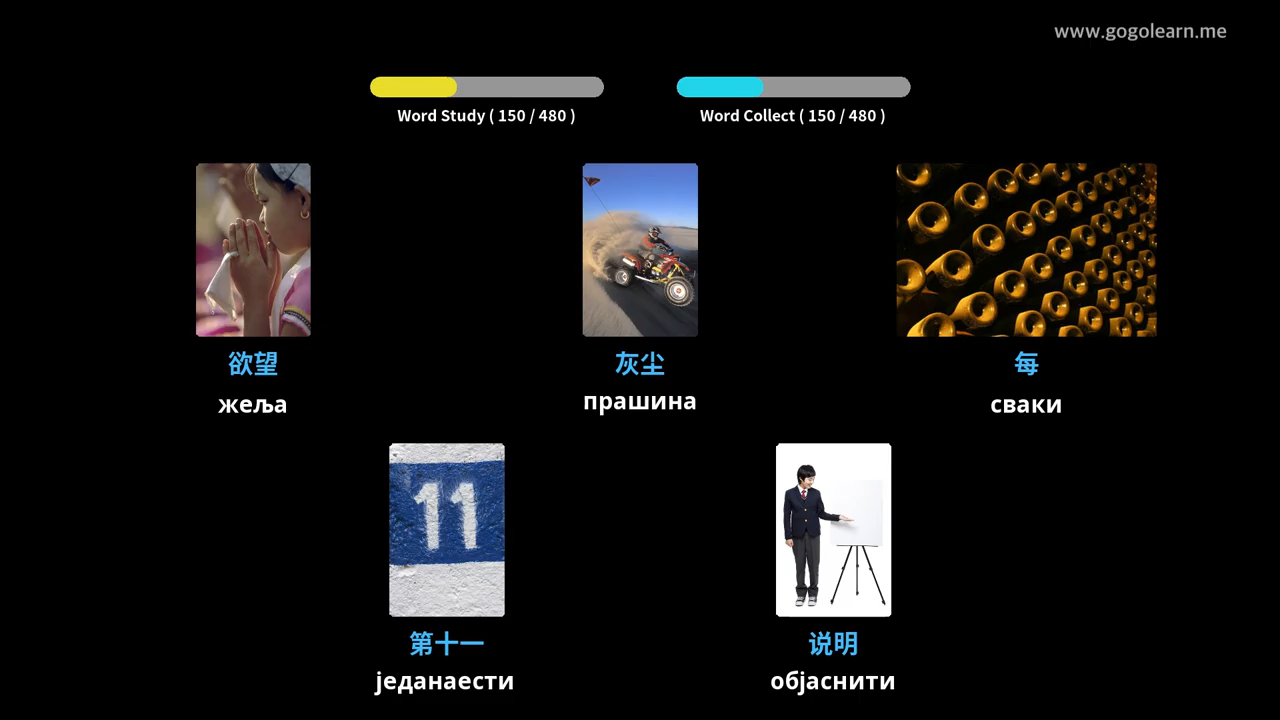 www.gogolearn.me
Word Study ( 150 / 480 )
Word Collect ( 150 / 480 )
欲望
жеља
灰尘
прашина
每
сваки
11
第十一
једанаести
说明
објаснити